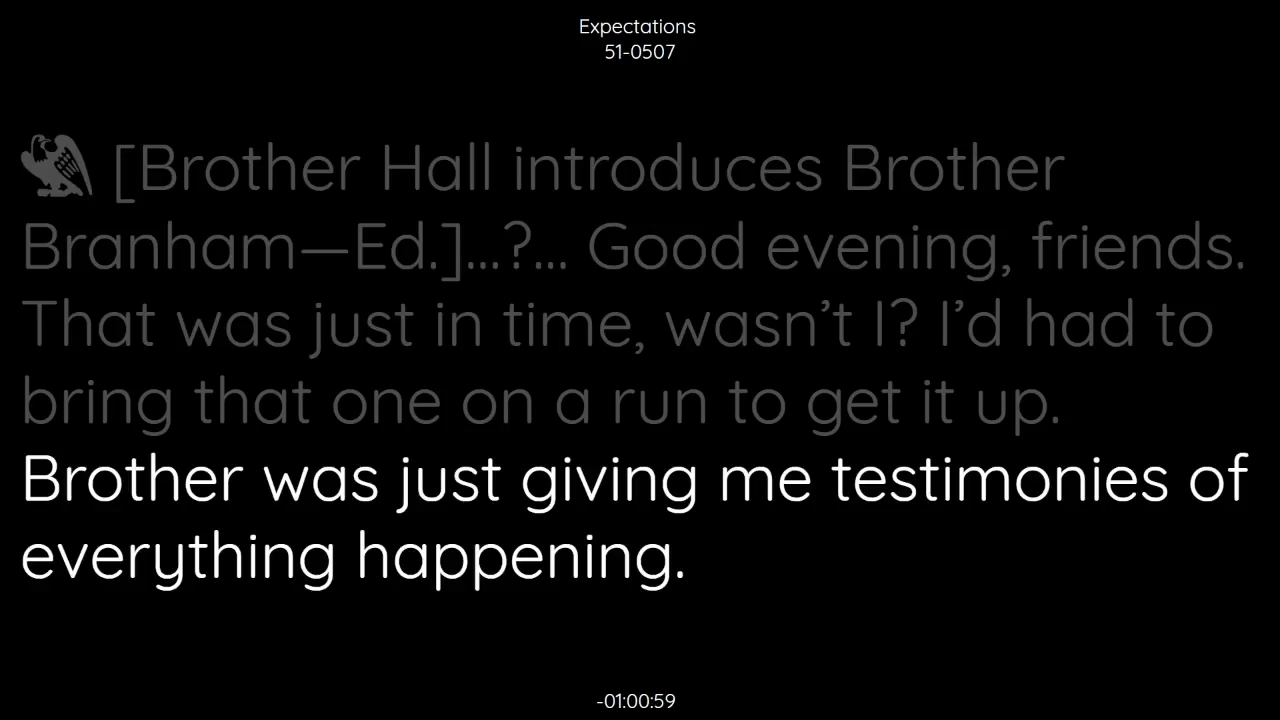 Expectations
51-0507
[Brother Hall introduces Brother
Branham—Ed.]...?... Good evening, friends.
That was just in time, wasn’t I? I’d had to
bring that one on a run to get it up.
Brother was just giving me testimonies of
everything happening.
-01:00:59